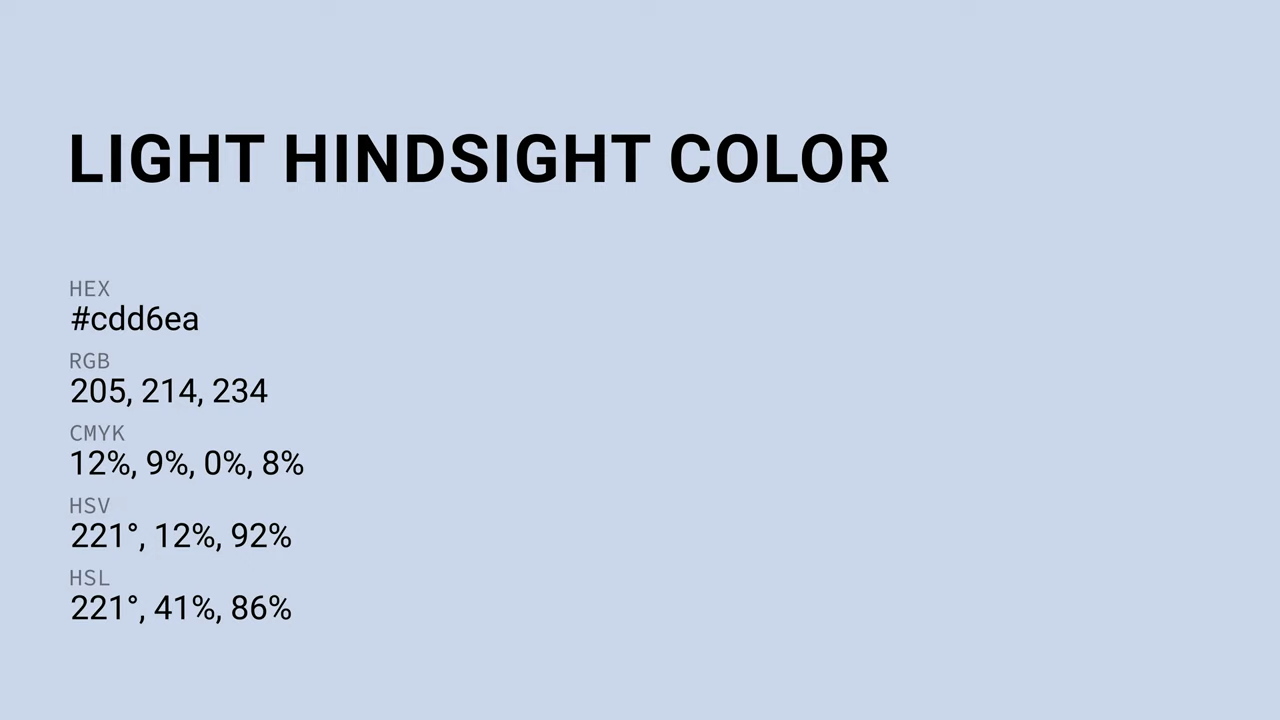 LIGHT HINDSIGHT COLOR
HEX
#cdd6ea
RGB
205, 214, 234
CMYK
12%, 9%, 0%, 8%
HSV
221°, 12%, 92%
HSL
221°, 41%, 86%